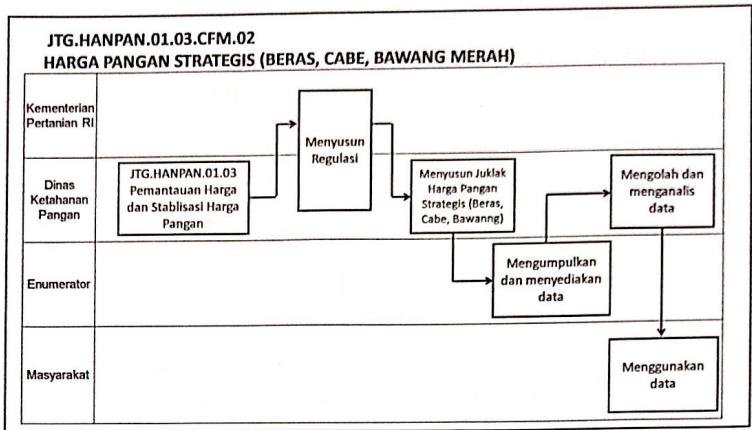 JTG.HANPAN.01.03.CFM.02
HARGA PANGAN STRATEGIS (BERAS, CABE, BAWANG MERAH)
Kementerian
Pertanian RI
Menyusun
Regulasi
Dinas
Ketahanan
Pangan
JTG.HANPAN.01.03
Pemantauan Harga
dan Stablisasi Harga
Pangan
Menyusun Juklak
Harga Pangan
Strategis (Beras,
Cabe, Bawanng)
Mengolah dan
menganalis
data
Enumerator
Mengumpulkan
dan menyediakan
data
Masyarakat
Menggunakan
data